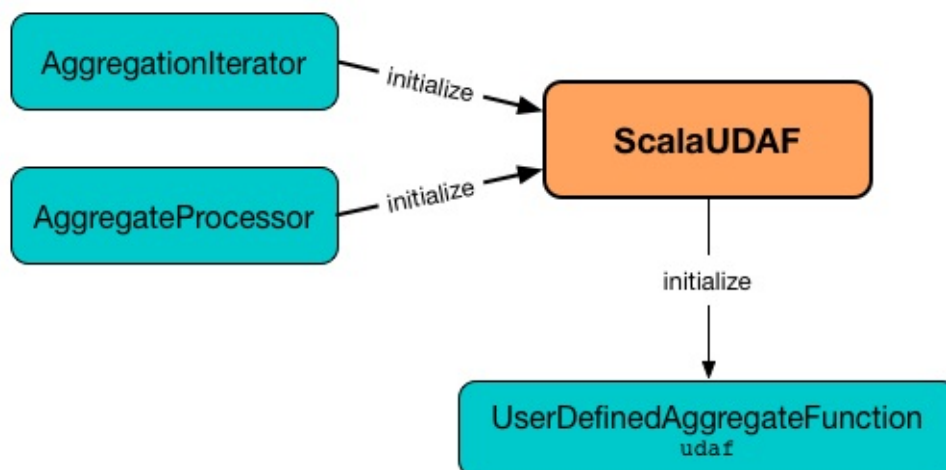 AggregationIterator
initialize
ScalaUDAF
AggregateProcessor
initialize
initialize
UserDefinedAggregateFunction
udaf